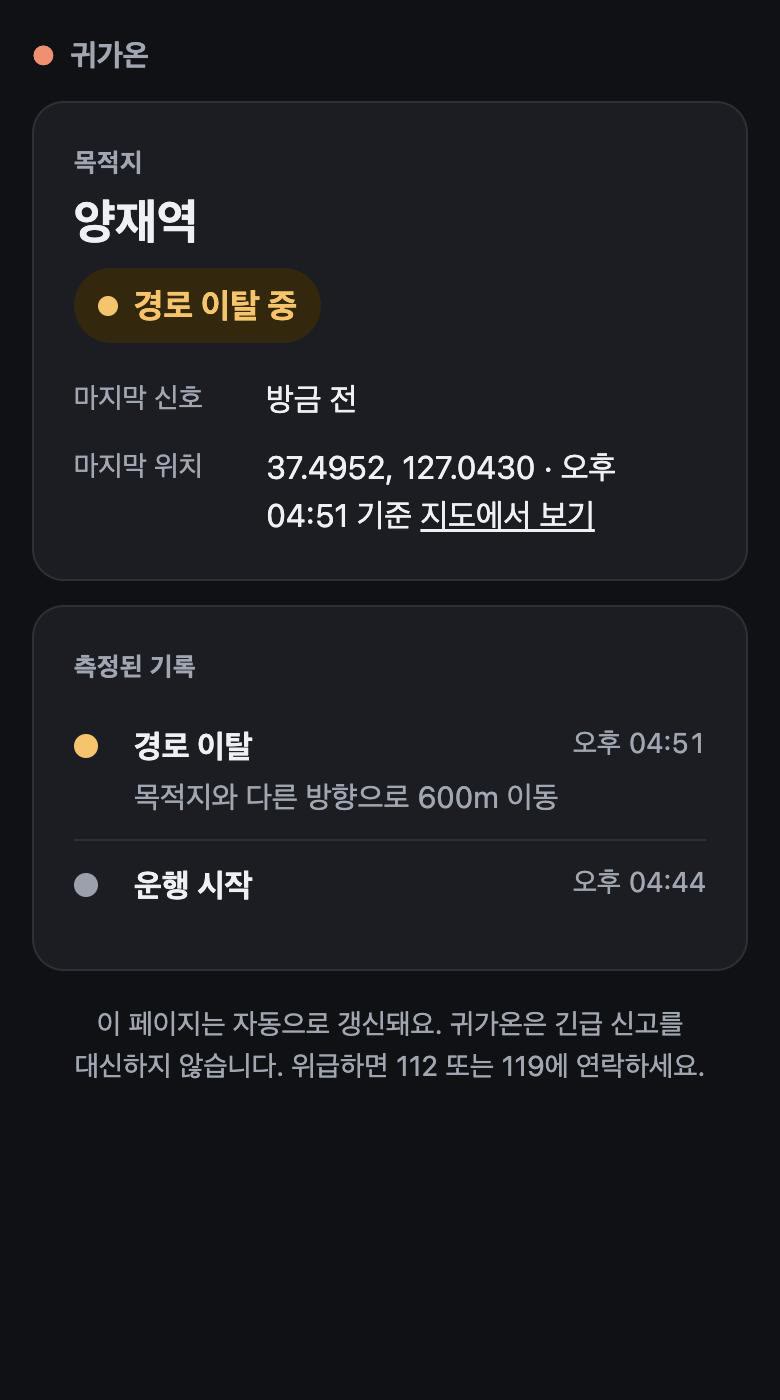 귀가온
목적지
양재역
경로 이탈 중
마지막 신호 방금 전
마지막 위치 37.4952, 127.0430 · 오후
04:51 기준 지도에서 보기
측정된 기록
경로 이탈 오후 04:51
목적지와 다른 방향으로 600m 이동
운행 시작 오후 04:44
이 페이지는 자동으로 갱신돼요. 귀가온은 긴급 신고를
대신하지 않습니다. 위급하면 112 또는 119에 연락하세요.